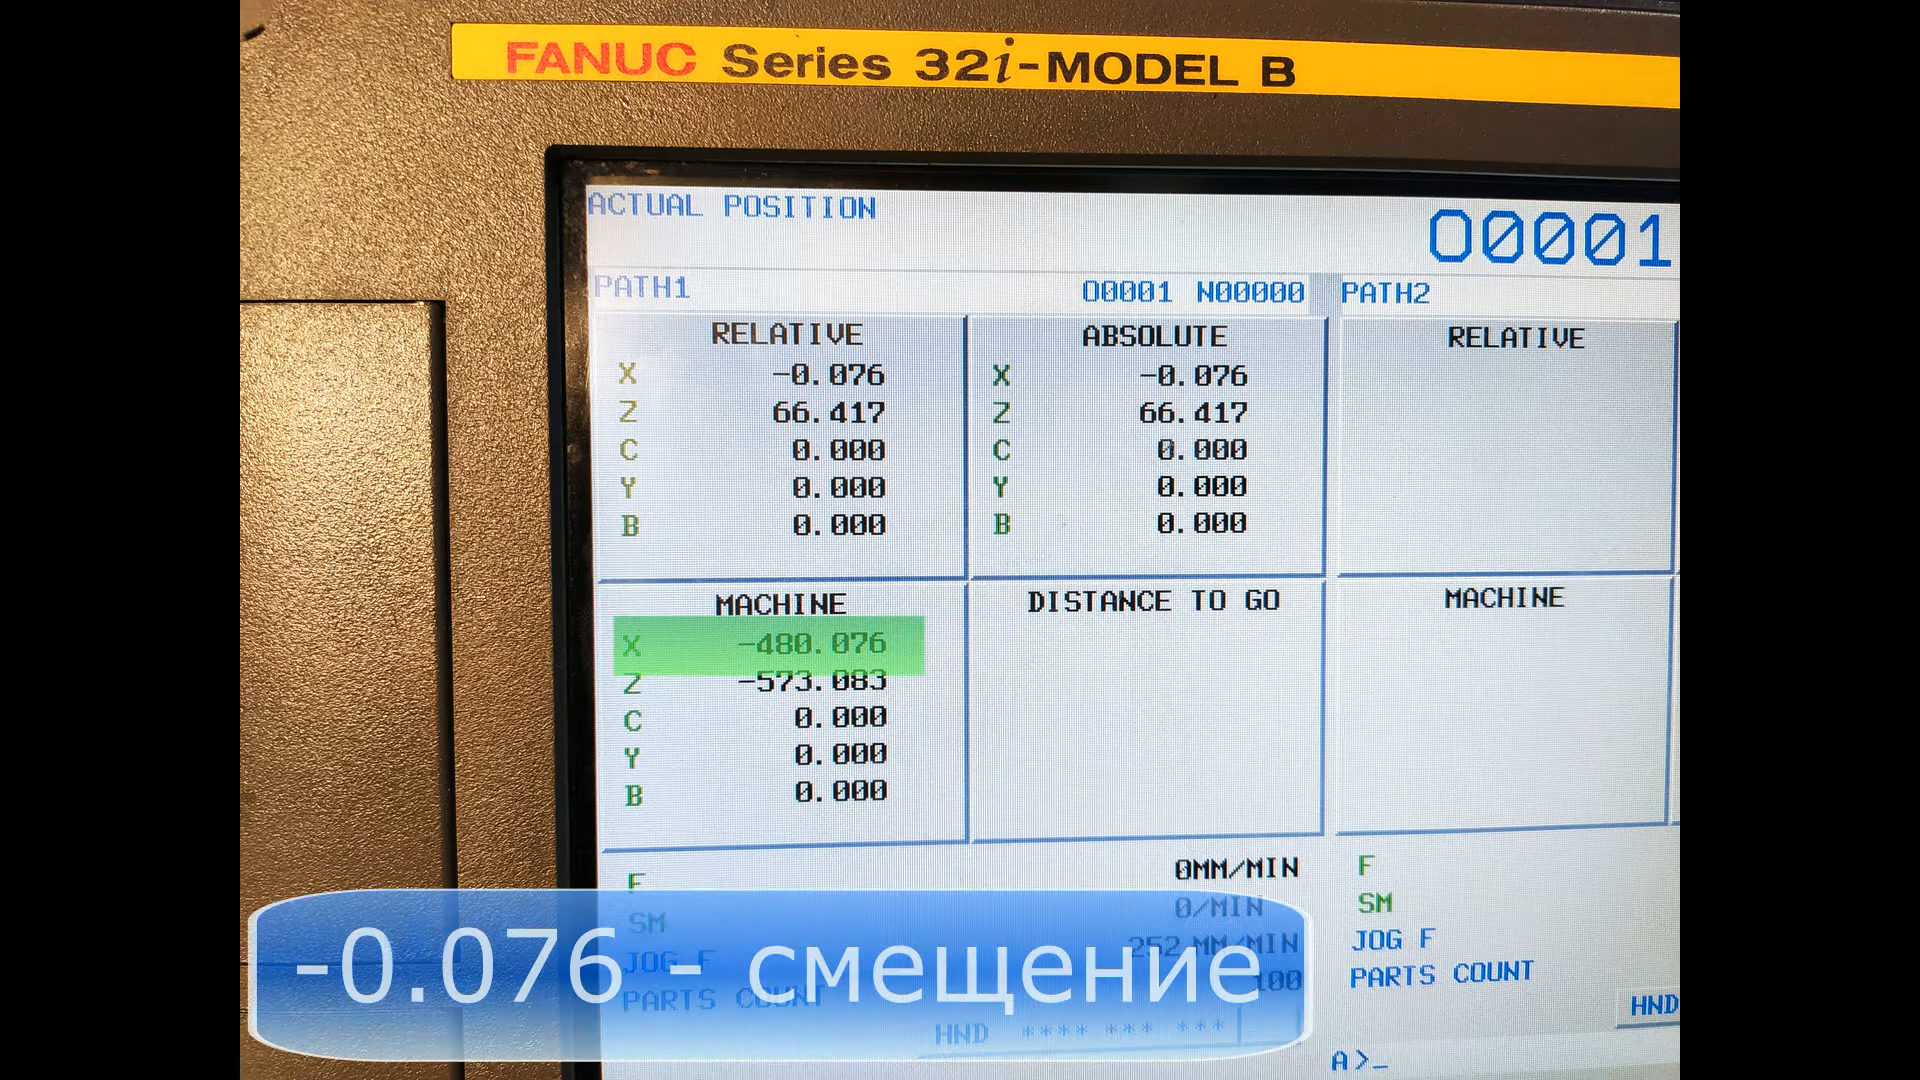 FANUC Series 32i-MODEL B
ACTUAL POSITION
O0001
PATH1 O0001 N00000 PATH2
RELATIVE ABSOLUTE RELATIVE
X -0.076 X -0.076
Z 66.417 Z 66.417
C 0.000 C 0.000
Y 0.000 Y 0.000
B 0.000 B 0.000
MACHINE DISTANCE TO GO MACHINE
X -480.076
Z -573.083
C 0.000
Y 0.000
B 0.000
F 0MM/MIN F
SM 0/MIN SM
JOG F 252 MM/MIN JOG F
PARTS COUNT 100 PARTS COUNT
-0.076 - смещение
HND **** *** *** HND
A>_